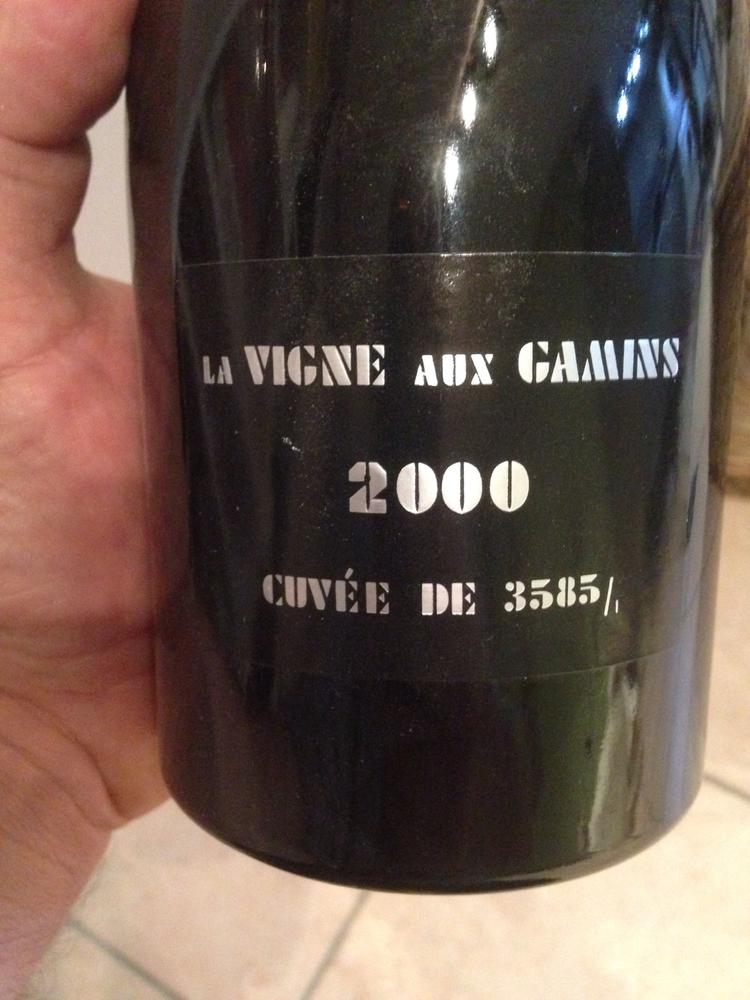 LA VIGNE AUX GAMINS
2000
CUVÉE DE 3585/.